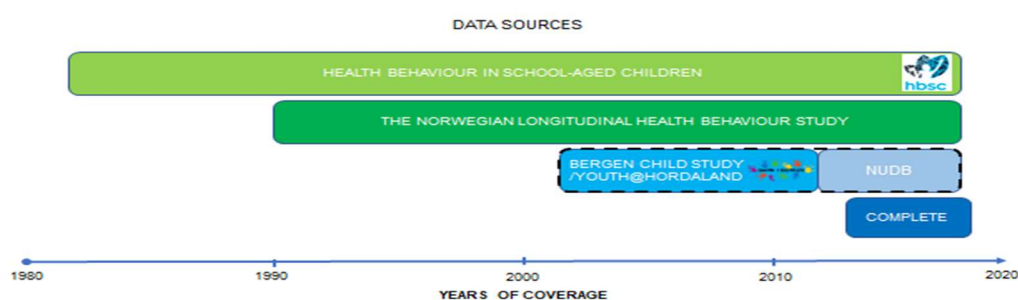 DATA SOURCES
HEALTH BEHAVIOUR IN SCHOOL-AGED CHILDREN
hbsc
THE NORWEGIAN LONGITUDINAL HEALTH BEHAVIOUR STUDY
BERGEN CHILD STUDY
/YOUTH@HORDALAND
NUDB
COMPLETE
1980
1990
2000
2010
2020
YEARS OF COVERAGE